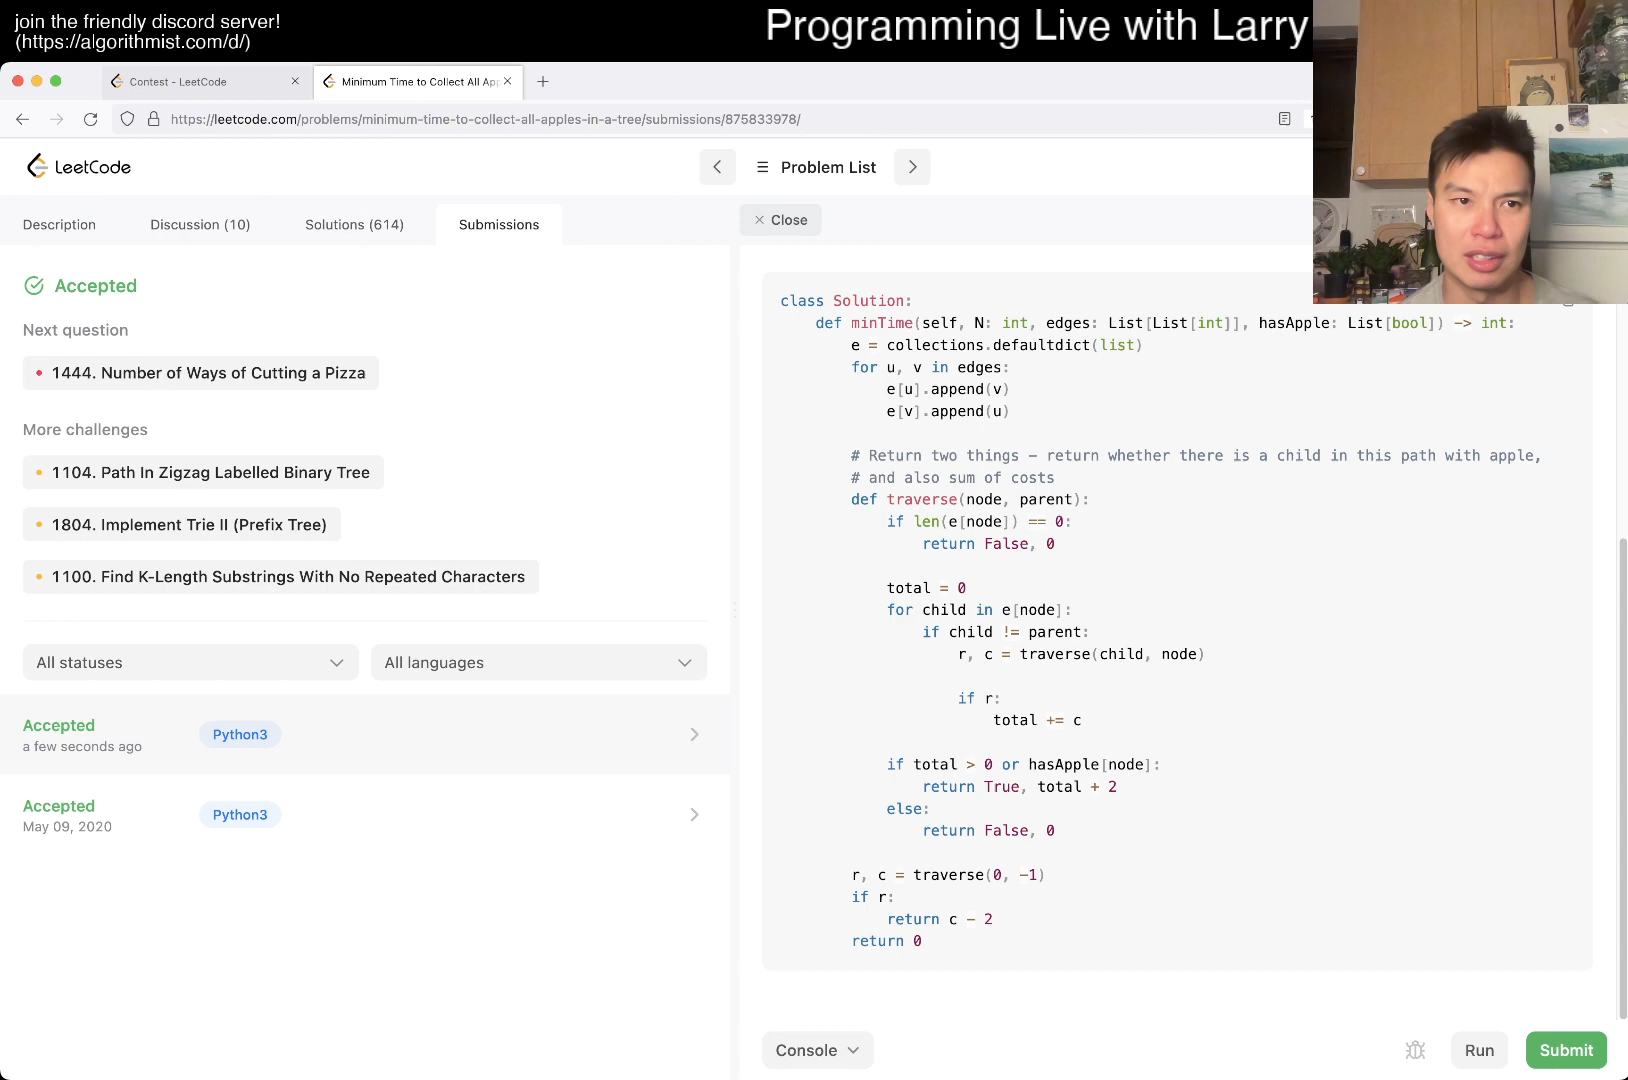 join the friendly discord server!
(https://algorithmist.com/d/)
Programming Live with Larry
Contest - LeetCode
Minimum Time to Collect All App
https://leetcode.com/problems/minimum-time-to-collect-all-apples-in-a-tree/submissions/875833978/
LeetCode
Problem List
Description
Discussion (10)
Solutions (614)
Submissions
Close
Accepted
Next question
1444. Number of Ways of Cutting a Pizza
More challenges
1104. Path In Zigzag Labelled Binary Tree
1804. Implement Trie II (Prefix Tree)
1100. Find K-Length Substrings With No Repeated Characters
All statuses
All languages
Accepted
a few seconds ago
Python3
Accepted
May 09, 2020
Python3
class Solution:
    def minTime(self, N: int, edges: List[List[int]], hasApple: List[bool]) -> int:
        e = collections.defaultdict(list)
        for u, v in edges:
            e[u].append(v)
            e[v].append(u)
        # Return two things - return whether there is a child in this path with apple,
        # and also sum of costs
        def traverse(node, parent):
            if len(e[node]) == 0:
                return False, 0
            total = 0
            for child in e[node]:
                if child != parent:
                    r, c = traverse(child, node)
                    if r:
                        total += c
            if total > 0 or hasApple[node]:
                return True, total + 2
            else:
                return False, 0
        r, c = traverse(0, -1)
        if r:
            return c - 2
        return 0
Console
Run
Submit